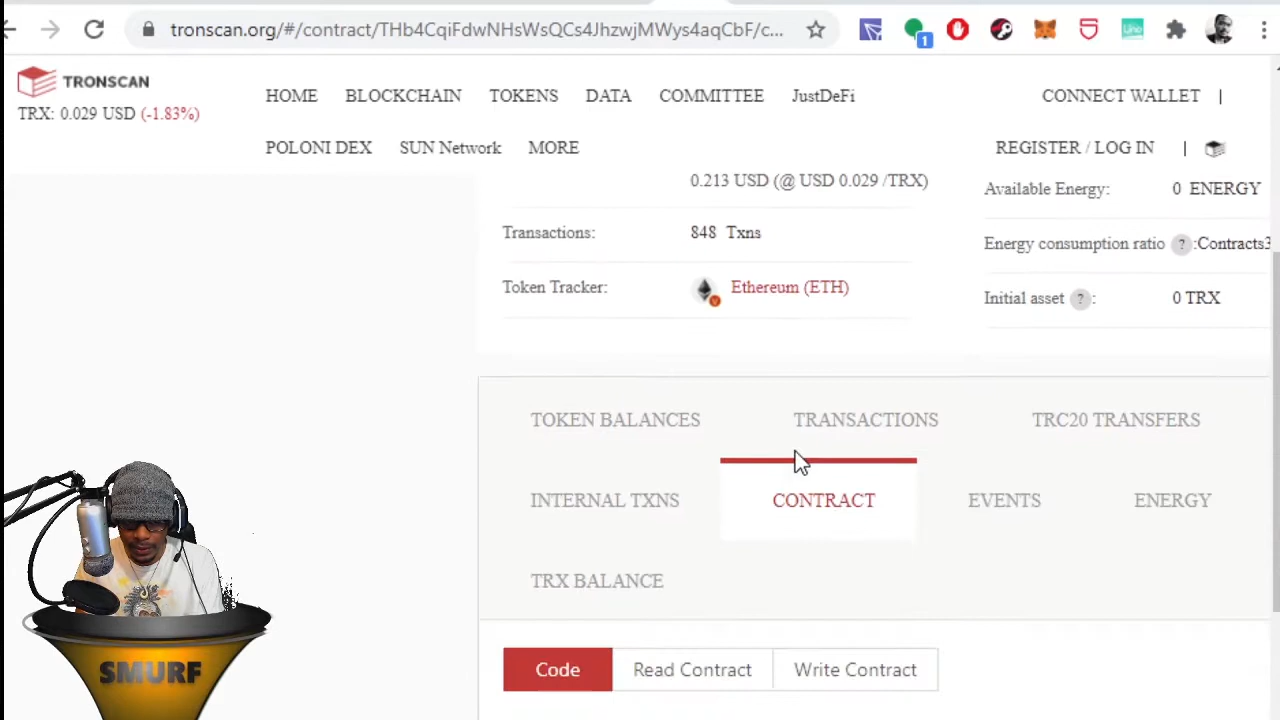 tronscan.org/#/contract/THb4CqiFdwNHsWsQCs4JhzwjMWys4aqCbF/c...
1
TRONSCAN
TRX: 0.029 USD (-1.83%)
HOME BLOCKCHAIN TOKENS DATA COMMITTEE JustDeFi CONNECT WALLET |
POLONI DEX SUN Network MORE REGISTER / LOG IN |
0.213 USD (@ USD 0.029 /TRX)
Available Energy: 0 ENERGY
Transactions: 848 Txns
Energy consumption ratio ? :Contracts3
Token Tracker: Ethereum (ETH)
Initial asset ? : 0 TRX
TOKEN BALANCES TRANSACTIONS TRC20 TRANSFERS
INTERNAL TXNS CONTRACT EVENTS ENERGY
TRX BALANCE
Code Read Contract Write Contract
SMURF